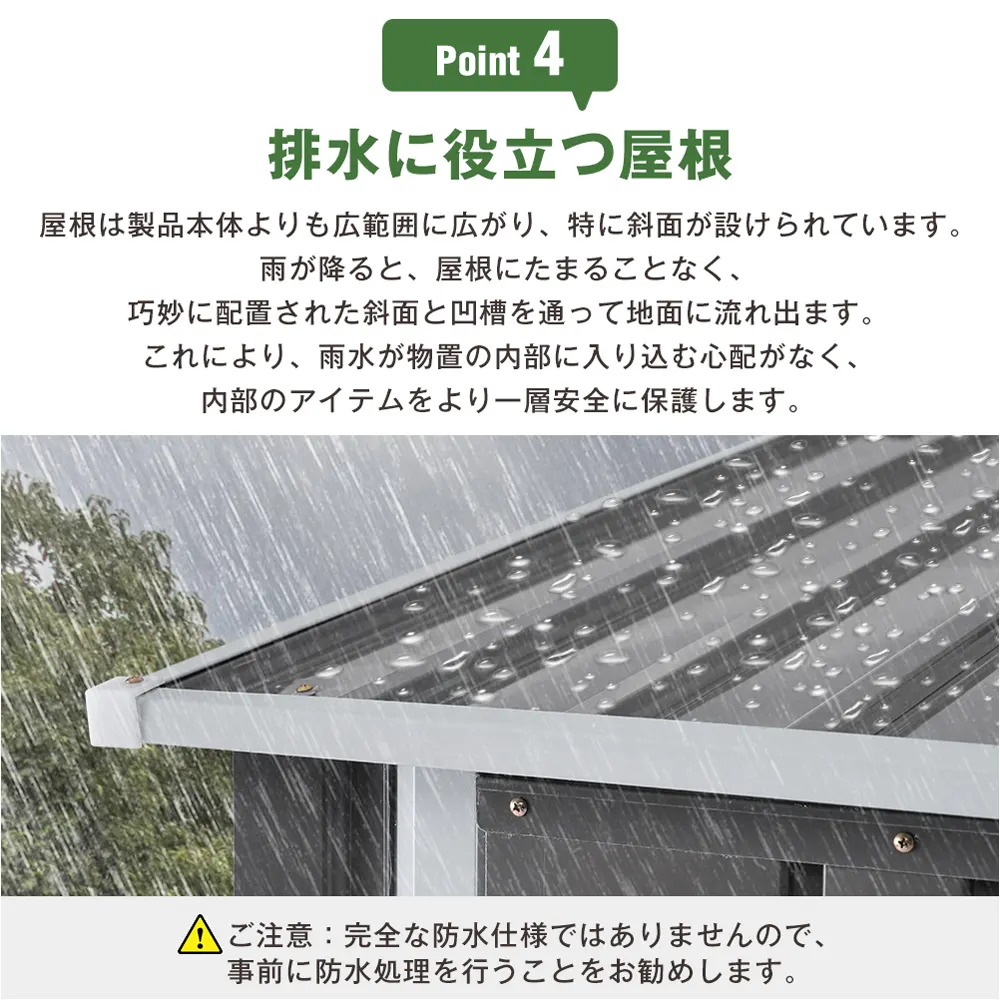 Point 4
排水に役立つ屋根
屋根は製品本体よりも広範囲に広がり、特に斜面が設けられています。
雨が降ると、屋根にたまることなく、
巧妙に配置された斜面と凹槽を通って地面に流れ出ます。
これにより、雨水が物置の内部に入り込む心配がなく、
内部のアイテムをより一層安全に保護します。
ご注意：完全な防水仕様ではありませんので、
事前に防水処理を行うことをお勧めします。